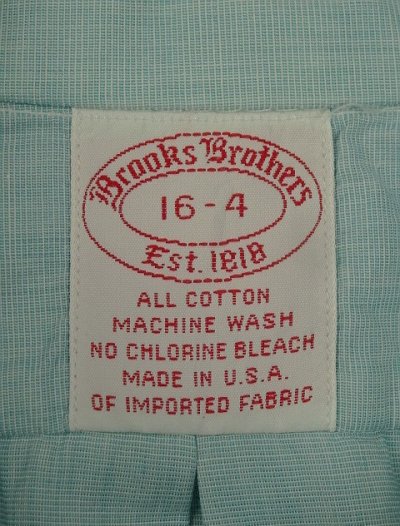 Brooks Brothers
16-4
Est. 1818
ALL COTTON
MACHINE WASH
NO CHLORINE BLEACH
MADE IN U.S.A.
OF IMPORTED FABRIC